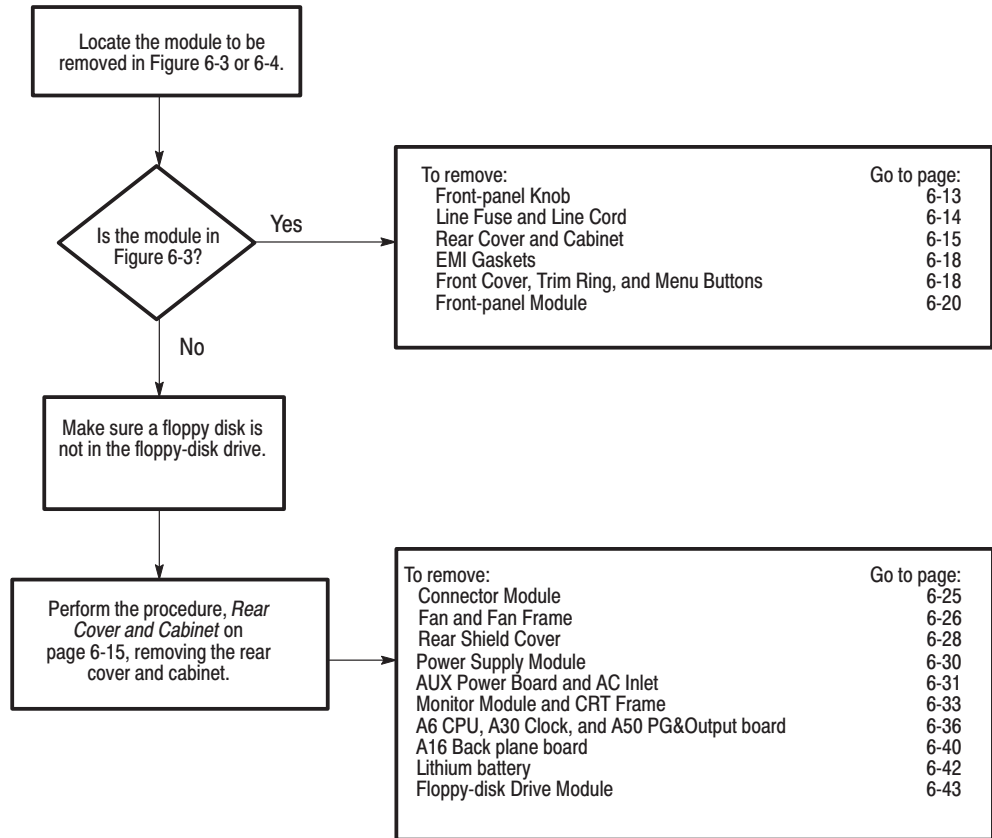 Locate the module to be
removed in Figure 6-3 or 6-4.
Is the module in
Figure 6-3?
Yes
To remove: Go to page:
Front-panel Knob 6-13
Line Fuse and Line Cord 6-14
Rear Cover and Cabinet 6-15
EMI Gaskets 6-18
Front Cover, Trim Ring, and Menu Buttons 6-18
Front-panel Module 6-20
No
Make sure a floppy disk is
not in the floppy-disk drive.
Perform the procedure, Rear
Cover and Cabinet on
page 6-15, removing the rear
cover and cabinet.
To remove: Go to page:
Connector Module 6-25
Fan and Fan Frame 6-26
Rear Shield Cover 6-28
Power Supply Module 6-30
AUX Power Board and AC Inlet 6-31
Monitor Module and CRT Frame 6-33
A6 CPU, A30 Clock, and A50 PG&Output board 6-36
A16 Back plane board 6-40
Lithium battery 6-42
Floppy-disk Drive Module 6-43